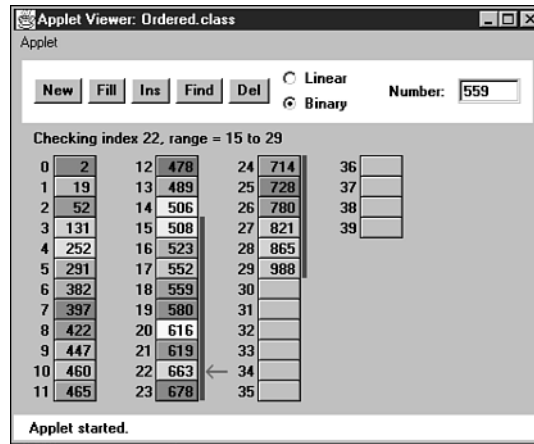 Applet Viewer: Ordered.class
Applet
New Fill Ins Find Del Linear Binary Number: 559
Checking index 22, range = 15 to 29
0 2 12 478 24 714 36
1 19 13 489 25 728 37
2 52 14 506 26 780 38
3 131 15 508 27 821 39
4 252 16 523 28 865
5 291 17 552 29 988
6 382 18 559 30
7 397 19 580 31
8 422 20 616 32
9 447 21 619 33
10 460 22 663 34
11 465 23 678 35
Applet started.